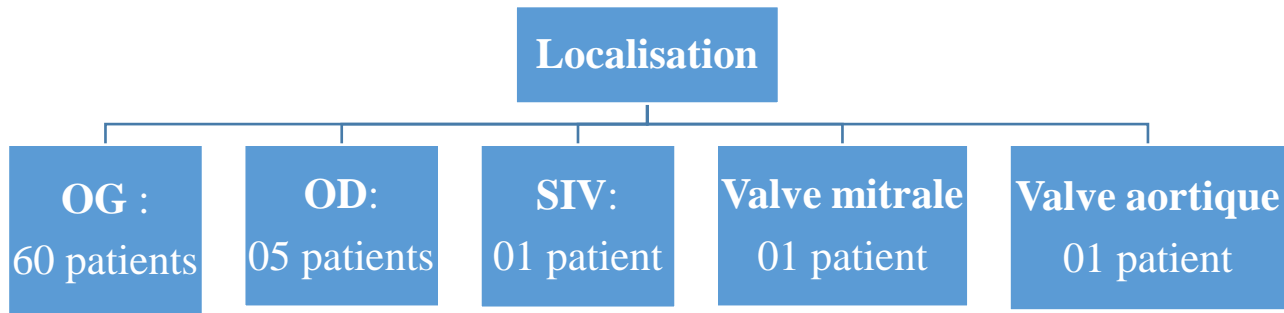 Localisation
OG :
60 patients
OD:
05 patients
SIV:
01 patient
Valve mitrale
01 patient
Valve aortique
01 patient